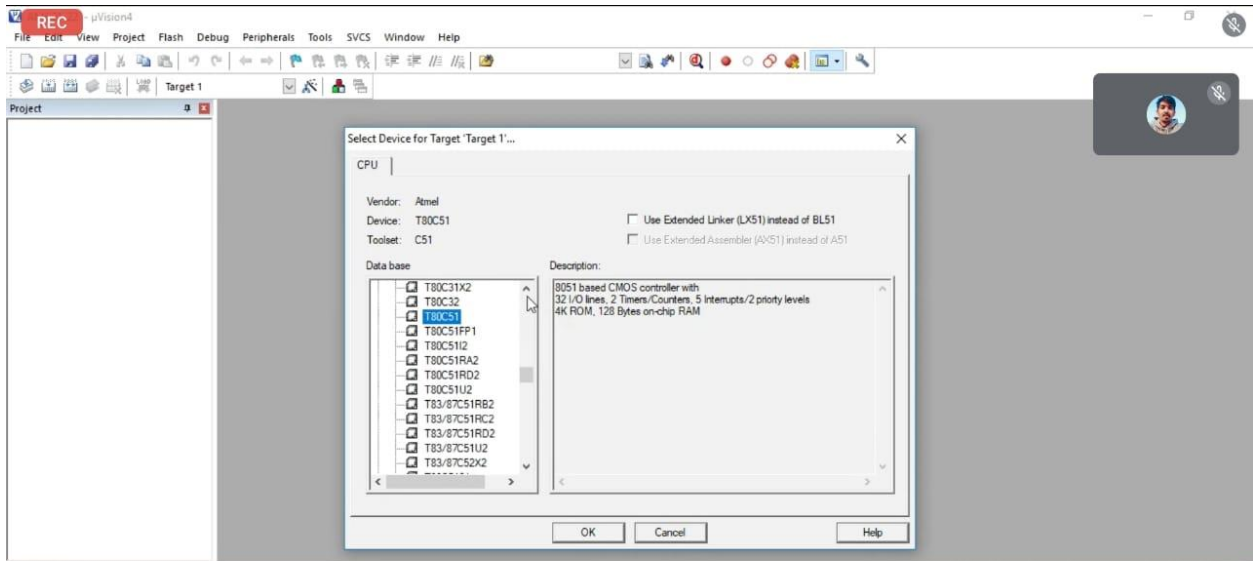 REC - µVision4
File Edit View Project Flash Debug Peripherals Tools SVCS Window Help
Target 1
Project
Select Device for Target 'Target 1'...
CPU
Vendor: Atmel
Device: T80C51
Toolset: C51
Use Extended Linker (LX51) instead of BL51
Use Extended Assembler (AX51) instead of A51
Data base
T80C31X2
T80C32
T80C51
T80C51FP1
T80C51I2
T80C51RA2
T80C51RD2
T80C51U2
T83/87C51RB2
T83/87C51RC2
T83/87C51RD2
T83/87C51U2
T83/87C52X2
Description:
8051 based CMOS controller with
32 I/O lines, 2 Timers/Counters, 5 Interrupts/2 priorty levels
4K ROM, 128 Bytes on-chip RAM
OK Cancel Help